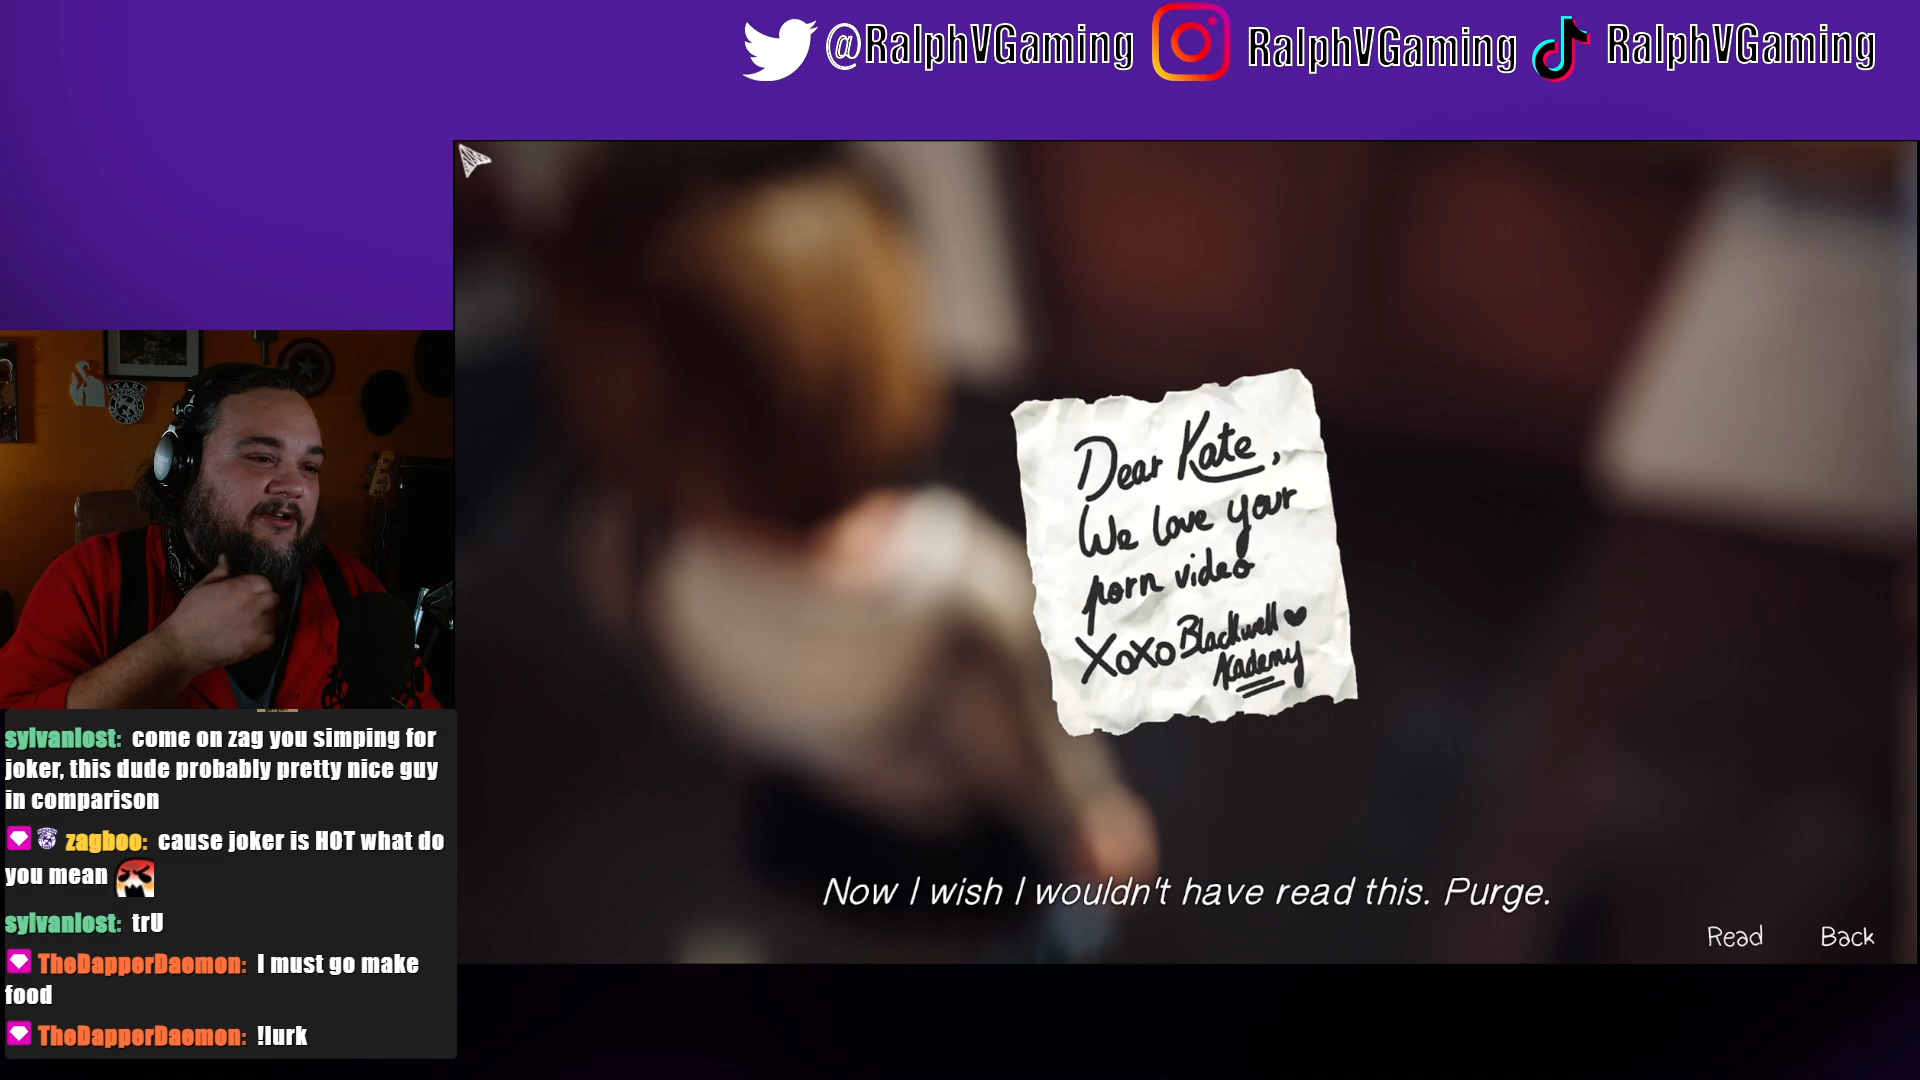 @RalphVGaming RalphVGaming RalphVGaming
Dear Kate,
We love your
porn video
XoXo Blackwell
Academy
Now I wish I wouldn't have read this. Purge.
Read Back
STARS
sylvanlost: come on zag you simping for
joker, this dude probably pretty nice guy
in comparison
zagboo: cause joker is HOT what do
you mean
sylvanlost: trU
TheDapperDaemon: I must go make
food
TheDapperDaemon: !lurk